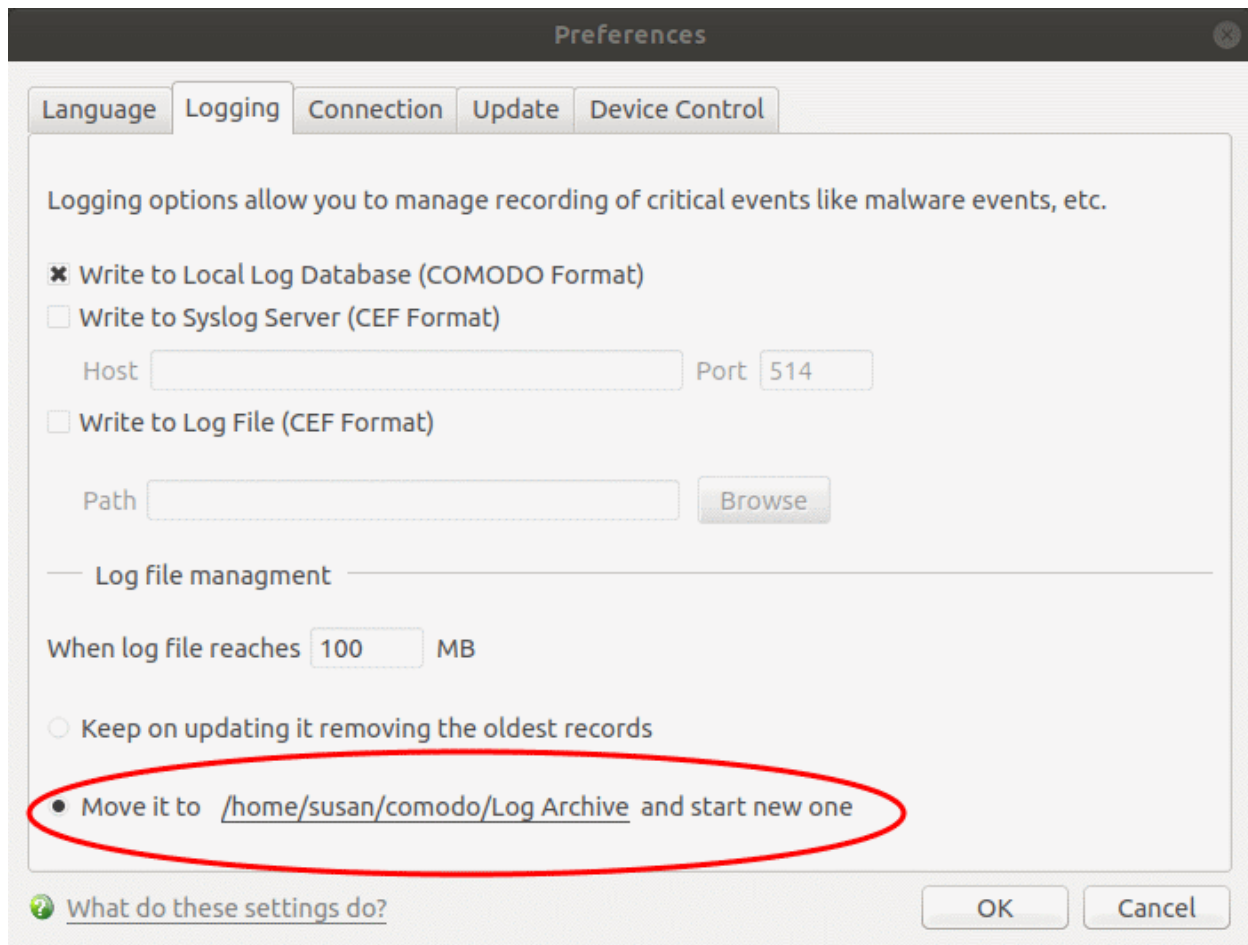 Preferences
Language Logging Connection Update Device Control
Logging options allow you to manage recording of critical events like malware events, etc.
Write to Local Log Database (COMODO Format)
Write to Syslog Server (CEF Format)
Host Port 514
Write to Log File (CEF Format)
Path Browse
Log file managment
When log file reaches 100 MB
Keep on updating it removing the oldest records
Move it to /home/susan/comodo/Log Archive and start new one
What do these settings do? OK Cancel